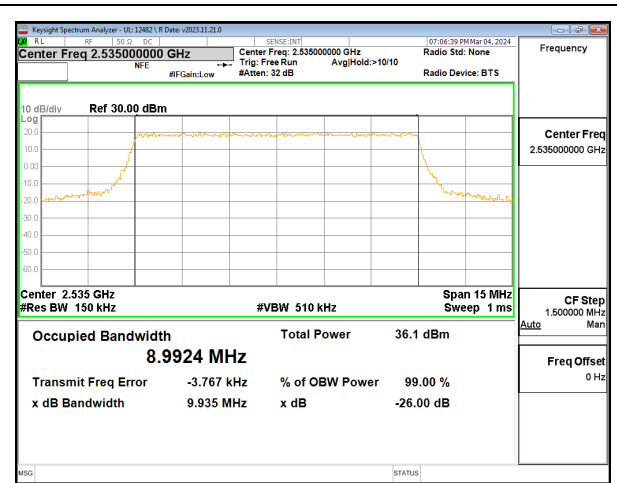 Keysight Spectrum Analyzer - UL: 12482 \ R Date: v2023.11.21.0
RL RF 50 Ω DC SENSE:INT 07:06:39 PM Mar 04, 2024
Center Freq 2.535000000 GHz Center Freq: 2.535000000 GHz Radio Std: None
NFE Trig: Free Run Avg|Hold:>10/10
#IFGain:Low #Atten: 32 dB Radio Device: BTS
10 dB/div Ref 30.00 dBm
Log
20.0
10.0
0.00
-10.0
-20.0
-30.0
-40.0
-50.0
-60.0
Center 2.535 GHz Span 15 MHz
#Res BW 150 kHz #VBW 510 kHz Sweep 1 ms
Occupied Bandwidth Total Power 36.1 dBm
8.9924 MHz
Transmit Freq Error -3.767 kHz % of OBW Power 99.00 %
x dB Bandwidth 9.935 MHz x dB -26.00 dB
MSG STATUS
Frequency
Center Freq
2.535000000 GHz
CF Step
1.500000 MHz
Auto Man
Freq Offset
0 Hz